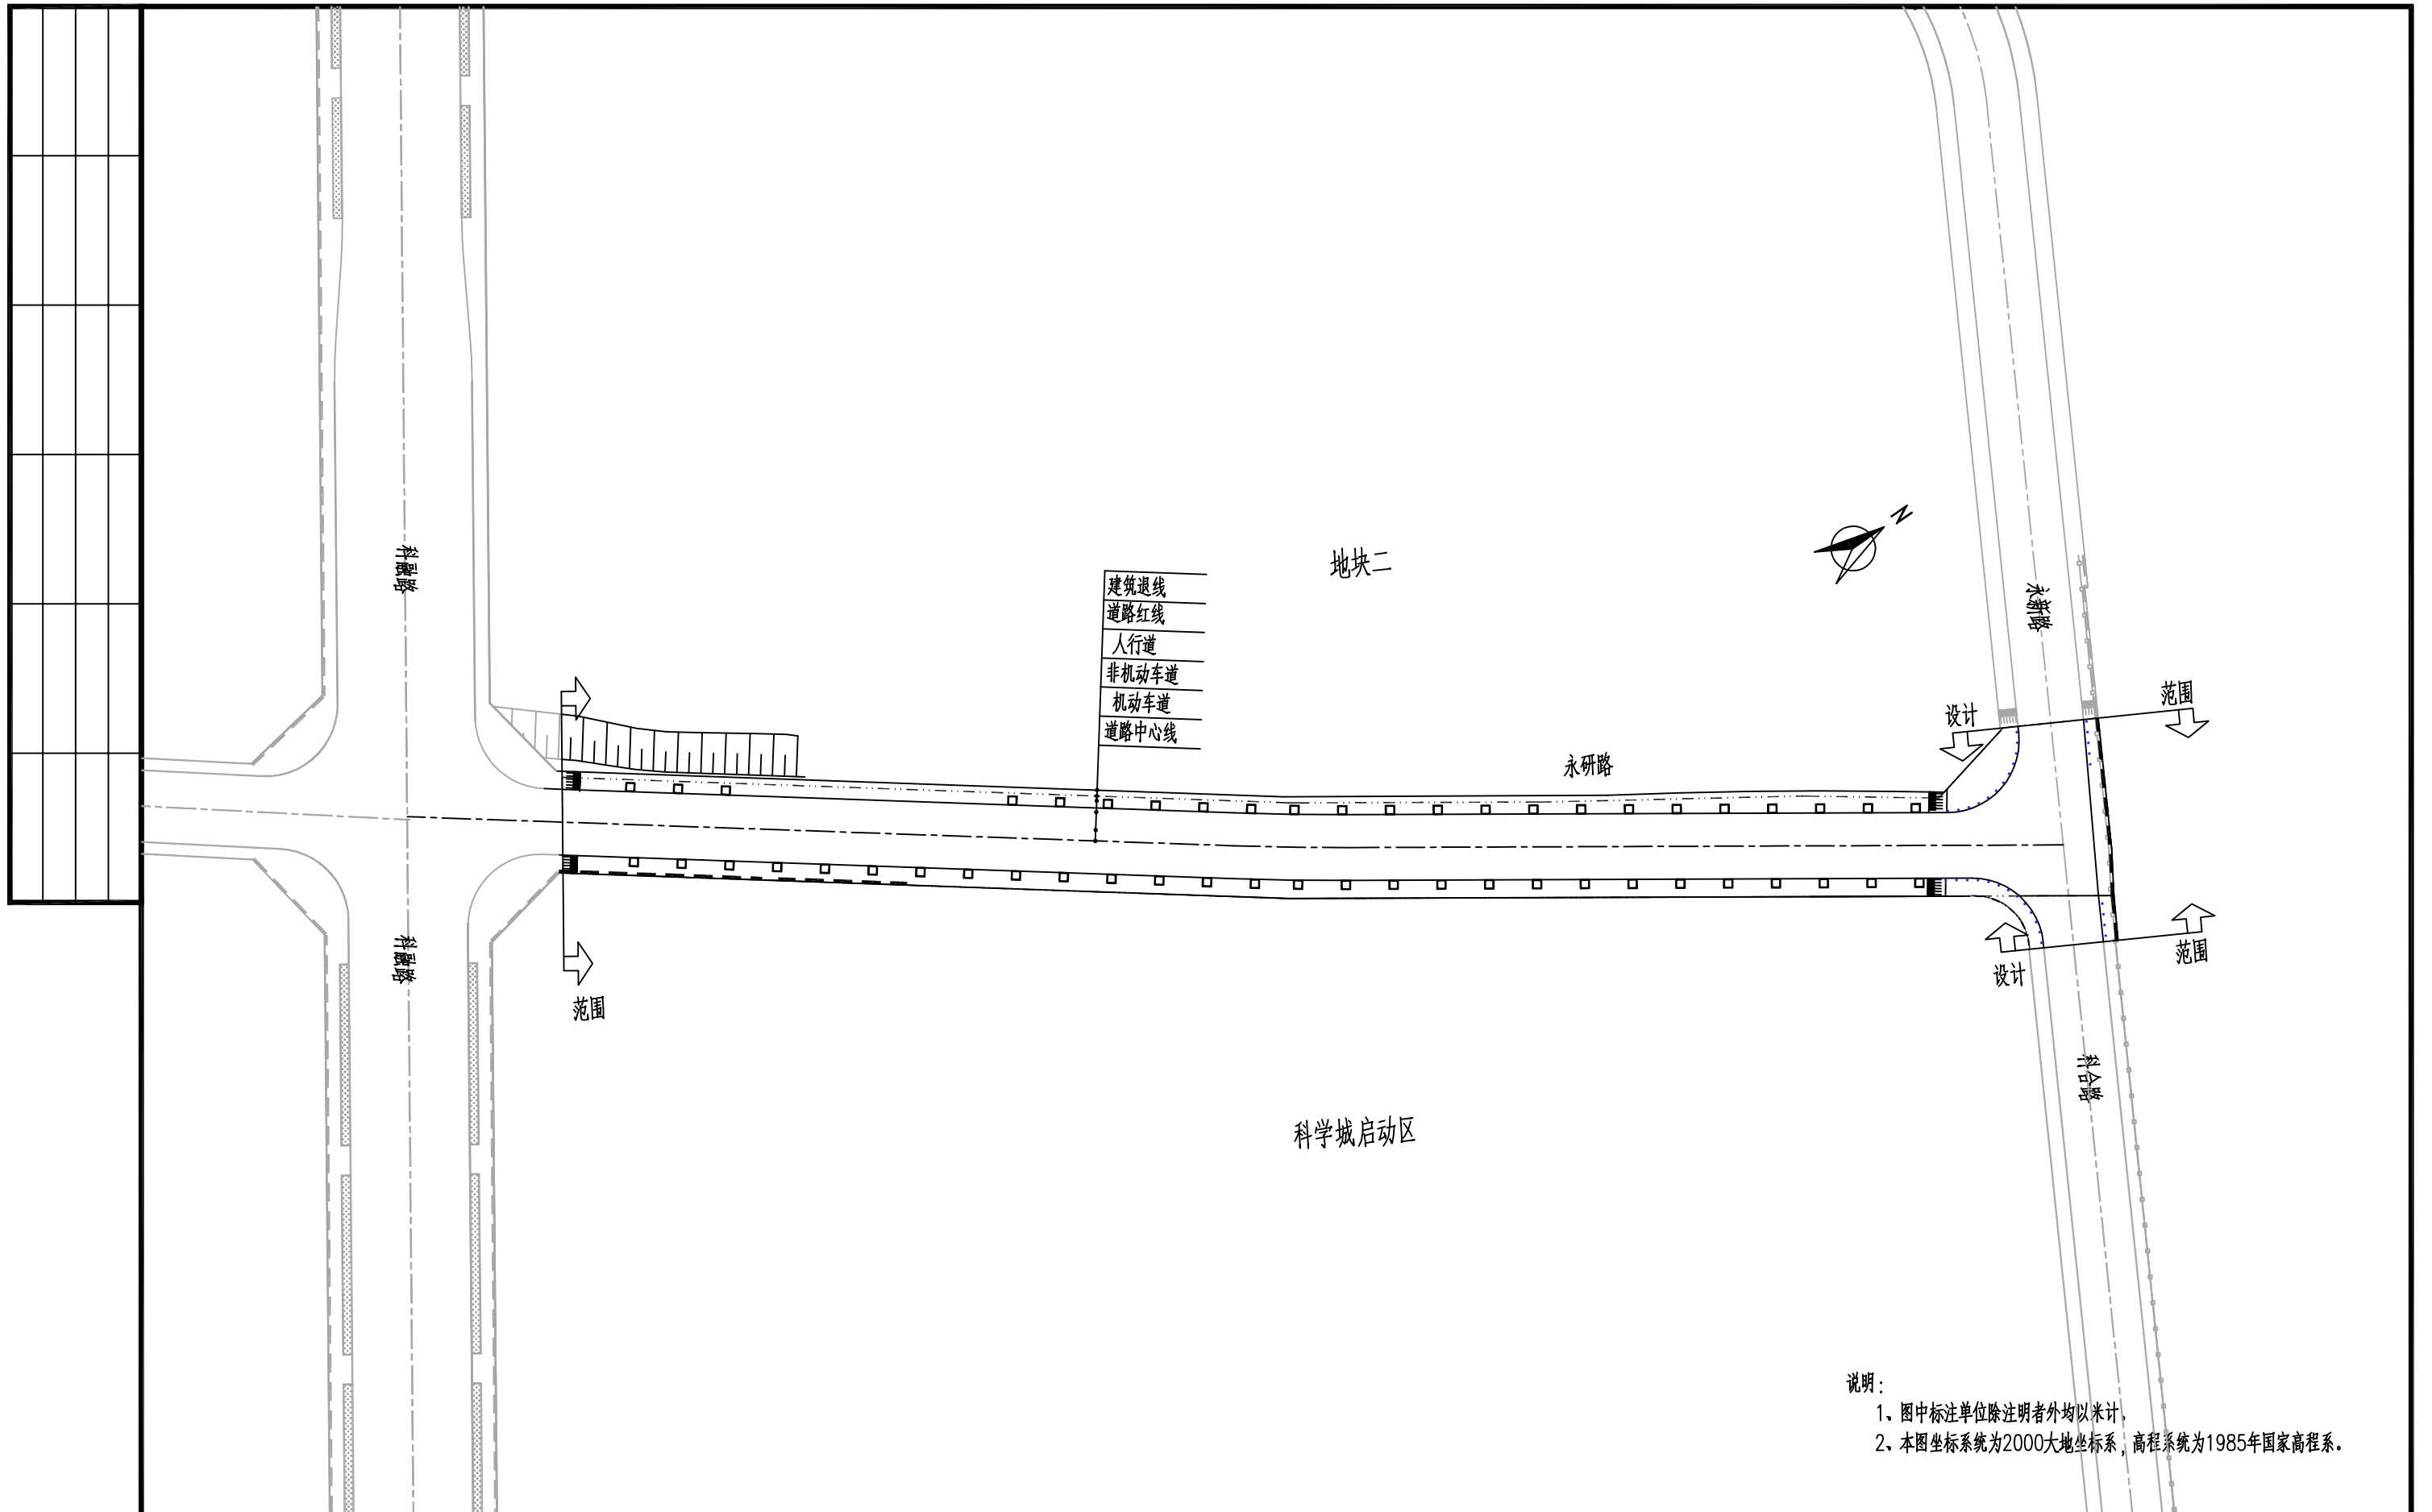 N
地块二
科融路
建筑退线
道路红线
人行道
非机动车道
机动车道
道路中心线
永新路
范围
设计
永研路
科融路
范围
设计
范围
科合路
科学城启动区
说明：
1、图中标注单位除注明者外均以米计。
2、本图坐标系统为2000大地坐标系，高程系统为1985年国家高程系。